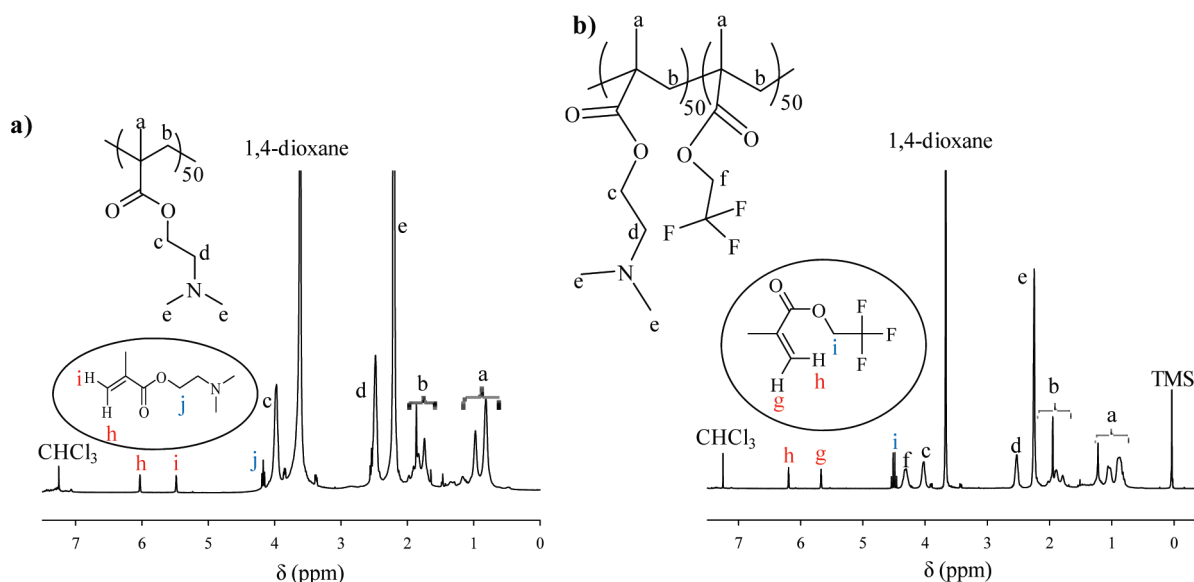 a)
a
b
50
O
O
c
d
N
e
e
i
H
H
h
O
O
j
N
1,4-dioxane
CHCl3
h
i
j
c
d
e
b
a
7
6
5
4
3
2
1
0
δ (ppm)
b)
a
a
b
b
50
50
O
O
O
O
c
f
d
F
F
F
N
e
e
O
O
F
F
F
i
H
h
H
g
1,4-dioxane
CHCl3
h
g
i
f
c
d
e
b
a
TMS
7
6
5
4
3
2
1
0
δ (ppm)